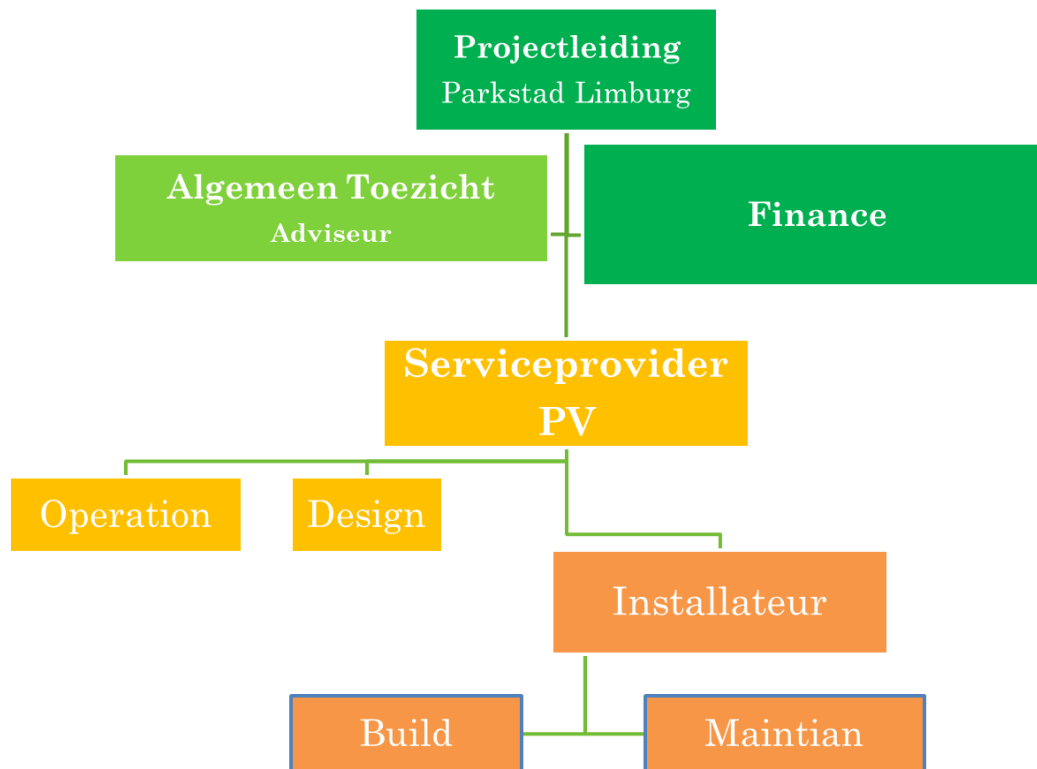 Projectleiding
Parkstad Limburg
Algemeen Toezicht
Adviseur
Finance
Serviceprovider
PV
Operation
Design
Installateur
Build
Maintian